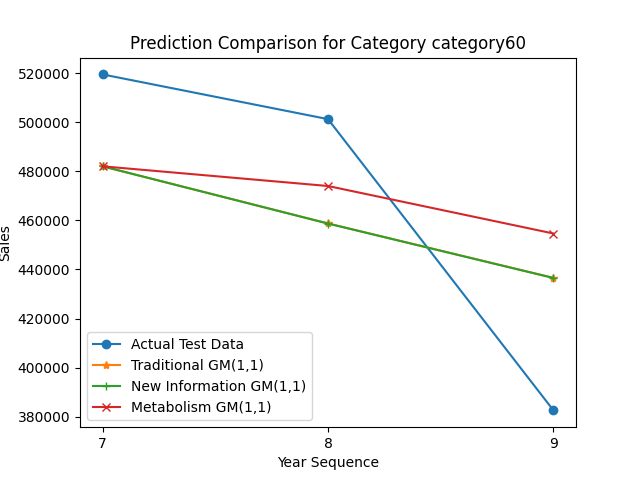 Prediction Comparison for Category category60
520000
500000
480000
460000
440000
420000
400000
380000
Sales
Actual Test Data
Traditional GM(1,1)
New Information GM(1,1)
Metabolism GM(1,1)
7
8
9
Year Sequence